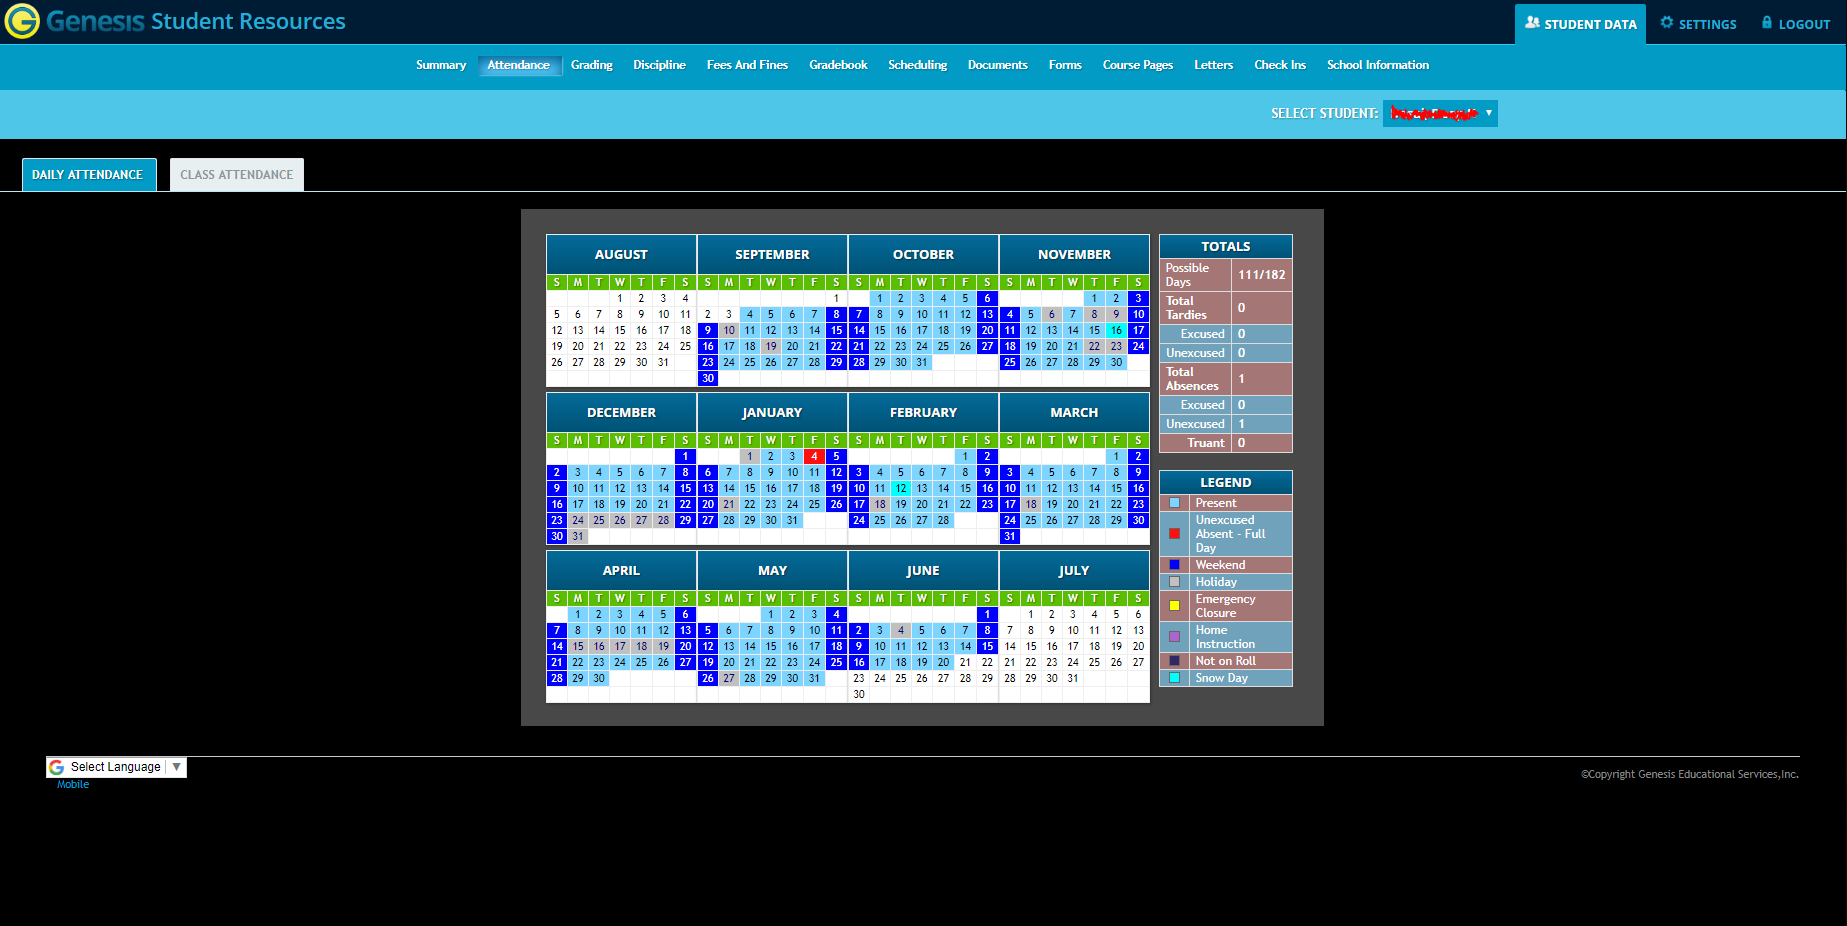 Genesis Student Resources
STUDENT DATA SETTINGS LOGOUT
Summary Attendance Grading Discipline Fees And Fines Gradebook Scheduling Documents Forms Course Pages Letters Check Ins School Information
SELECT STUDENT:
DAILY ATTENDANCE CLASS ATTENDANCE
AUGUST SEPTEMBER OCTOBER NOVEMBER
S M T W T F S S M T W T F S S M T W T F S S M T W T F S
1 2 3 4 1 1 2 3 4 5 6 1 2 3
5 6 7 8 9 10 11 2 3 4 5 6 7 8 7 8 9 10 11 12 13 4 5 6 7 8 9 10
12 13 14 15 16 17 18 9 10 11 12 13 14 15 14 15 16 17 18 19 20 11 12 13 14 15 16 17
19 20 21 22 23 24 25 16 17 18 19 20 21 22 21 22 23 24 25 26 27 18 19 20 21 22 23 24
26 27 28 29 30 31 23 24 25 26 27 28 29 28 29 30 31 25 26 27 28 29 30
30
DECEMBER JANUARY FEBRUARY MARCH
S M T W T F S S M T W T F S S M T W T F S S M T W T F S
1 1 2 3 4 5 1 2 1 2
2 3 4 5 6 7 8 6 7 8 9 10 11 12 3 4 5 6 7 8 9 3 4 5 6 7 8 9
9 10 11 12 13 14 15 13 14 15 16 17 18 19 10 11 12 13 14 15 16 10 11 12 13 14 15 16
16 17 18 19 20 21 22 20 21 22 23 24 25 26 17 18 19 20 21 22 23 17 18 19 20 21 22 23
23 24 25 26 27 28 29 27 28 29 30 31 24 25 26 27 28 24 25 26 27 28 29 30
30 31 31
APRIL MAY JUNE JULY
S M T W T F S S M T W T F S S M T W T F S S M T W T F S
1 2 3 4 5 6 1 2 3 4 1 1 2 3 4 5 6
7 8 9 10 11 12 13 5 6 7 8 9 10 11 2 3 4 5 6 7 8 7 8 9 10 11 12 13
14 15 16 17 18 19 20 12 13 14 15 16 17 18 9 10 11 12 13 14 15 14 15 16 17 18 19 20
21 22 23 24 25 26 27 19 20 21 22 23 24 25 16 17 18 19 20 21 22 21 22 23 24 25 26 27
28 29 30 26 27 28 29 30 31 23 24 25 26 27 28 29 28 29 30 31
30
TOTALS
Possible Days 111/182
Total Tardies 0
Excused 0
Unexcused 0
Total Absences 1
Excused 0
Unexcused 1
Truant 0
LEGEND
Present
Unexcused
Absent - Full
Day
Weekend
Holiday
Emergency
Closure
Home
Instruction
Not on Roll
Snow Day
G Select Language ▼
Mobile
©Copyright Genesis Educational Services,Inc.